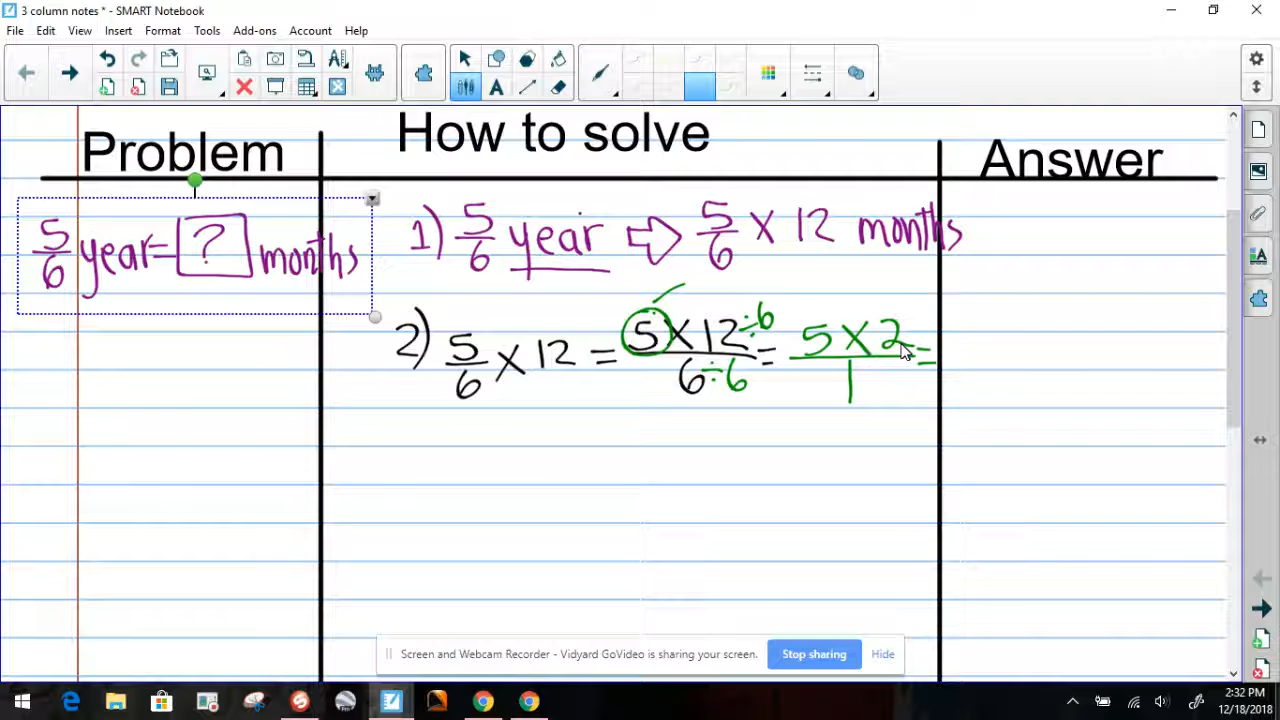 3 column notes * - SMART Notebook
File Edit View Insert Format Tools Add-ons Account Help
Problem How to solve Answer
5/6 year = ? months
1) 5/6 year ⇨ 5/6 X 12 months
2) 5/6 X 12 = 5 X 12 ÷6 / 6 ÷6 = 5 X 2 / 1 =
Screen and Webcam Recorder - Vidyard GoVideo is sharing your screen. Stop sharing Hide
2:32 PM
12/18/2018